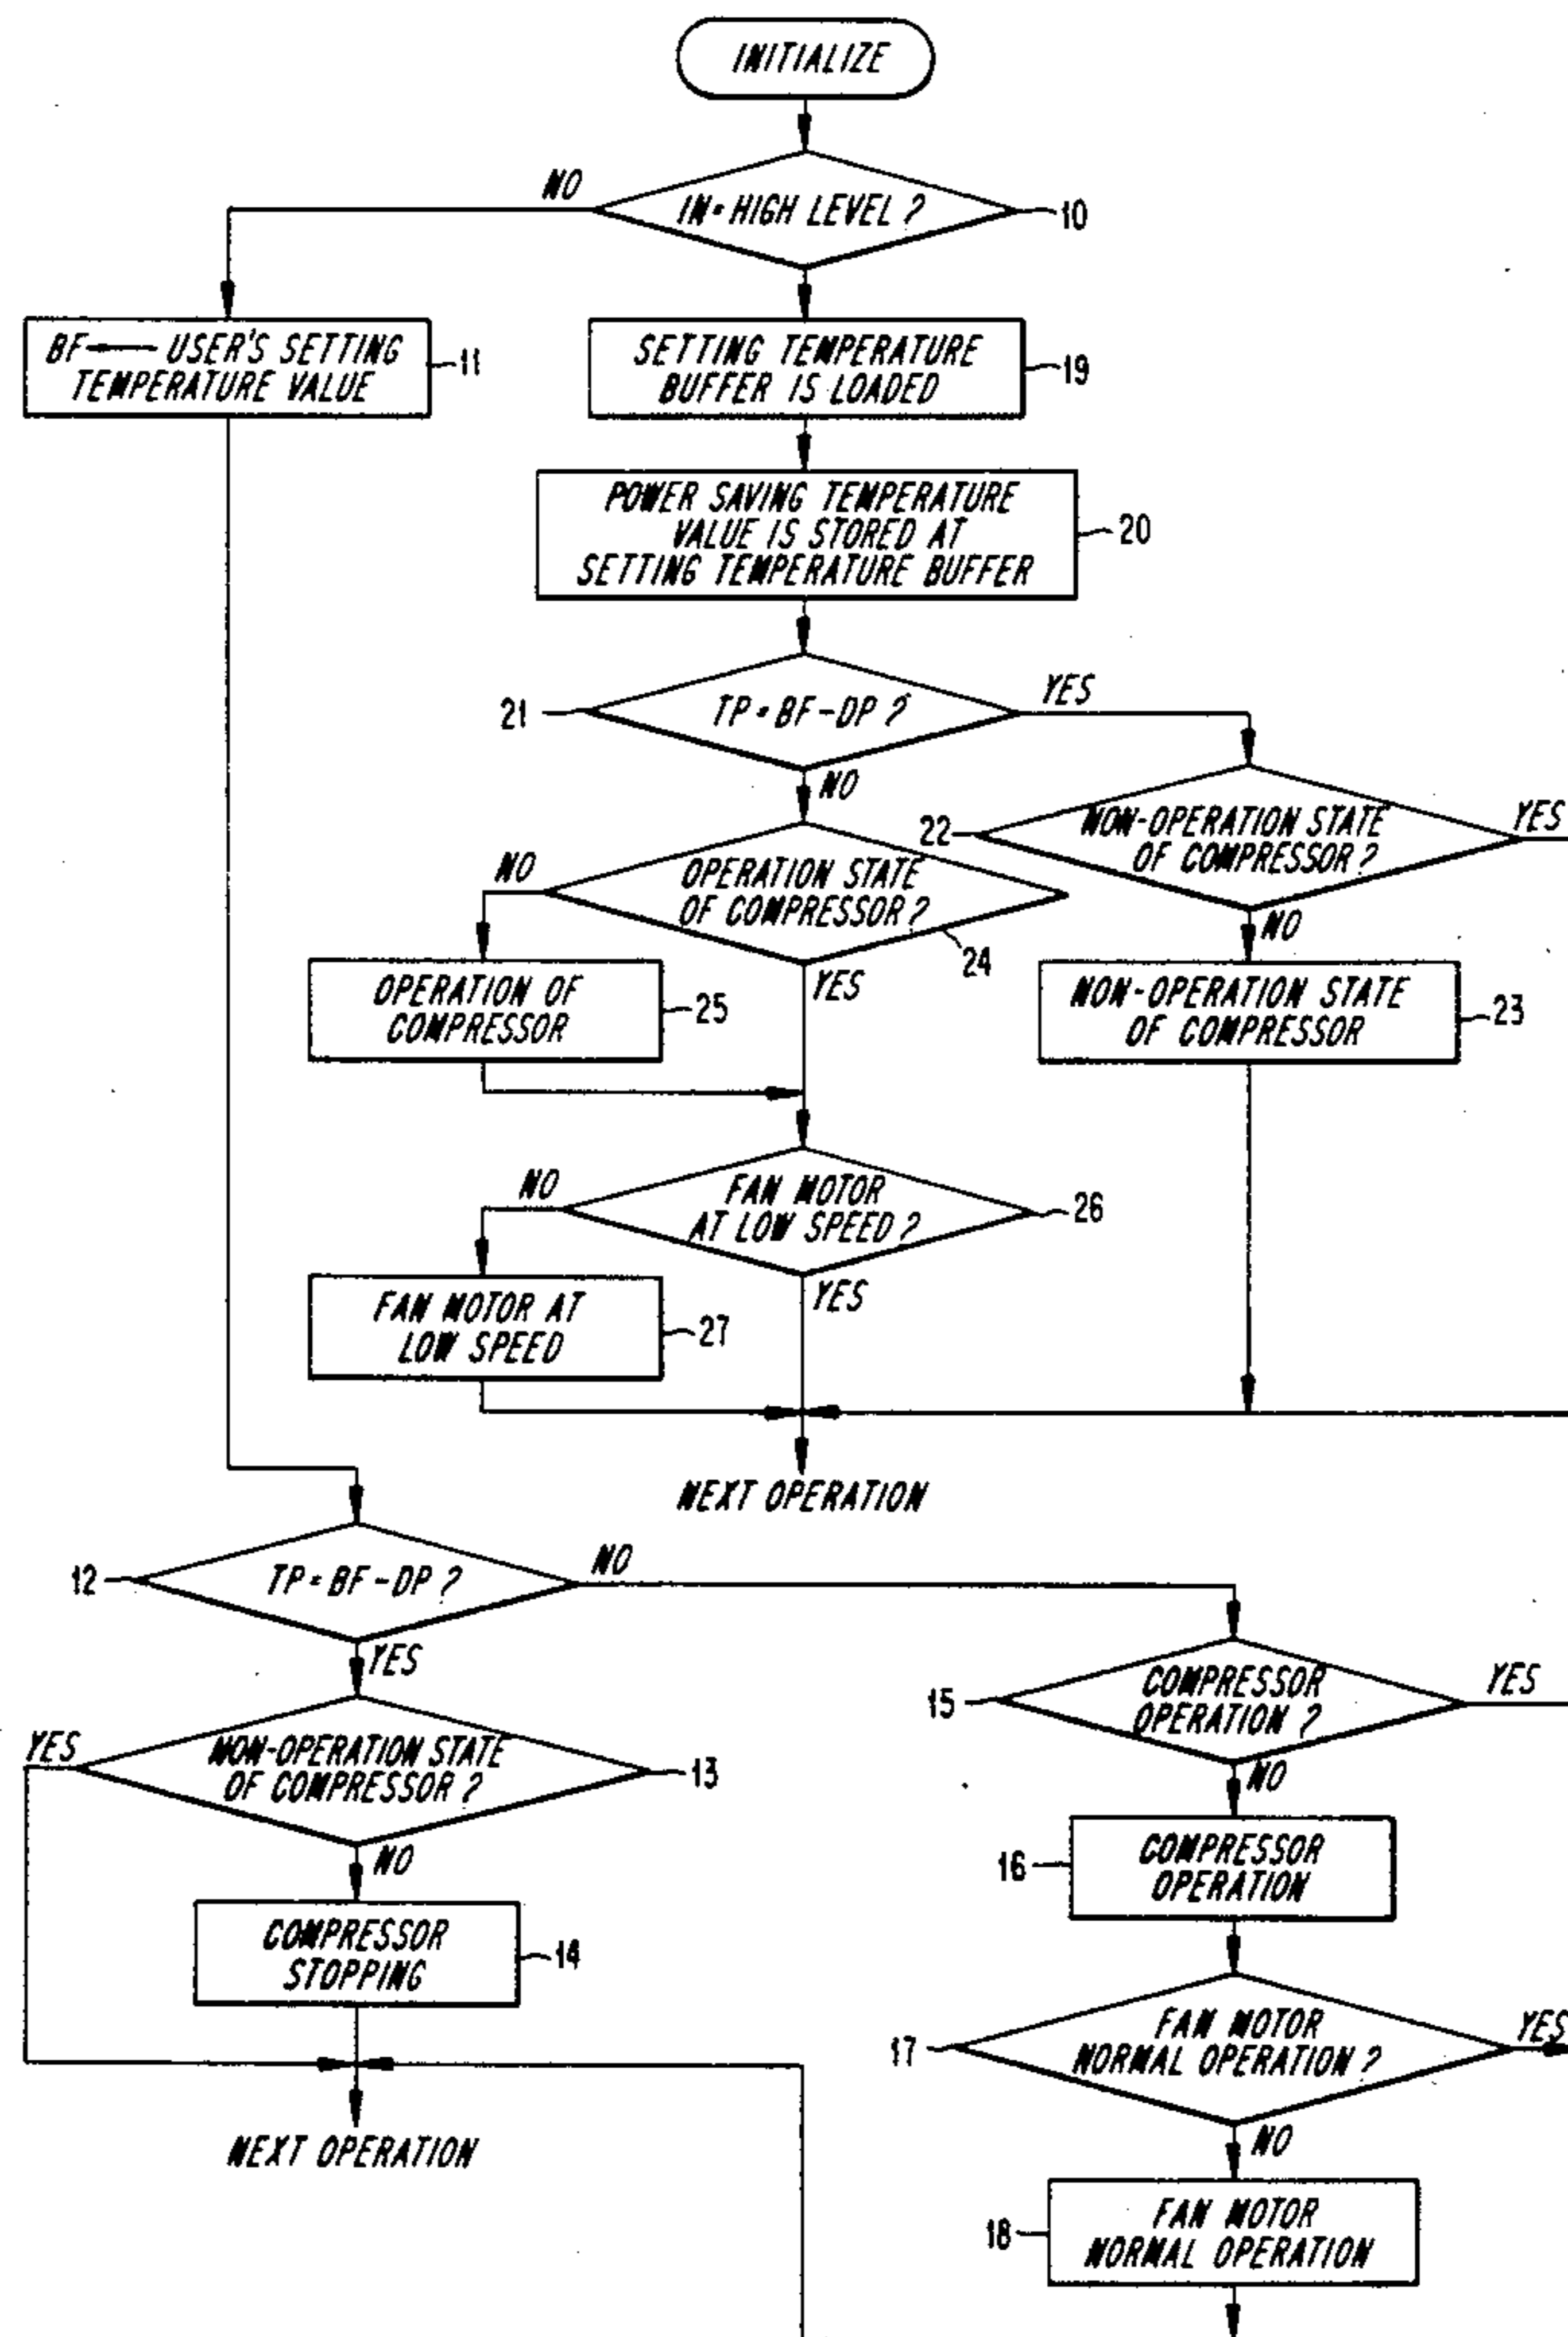 INITIALIZE
NO
IN=HIGH LEVEL ?
10
BF← USER'S SETTING
TEMPERATURE VALUE
11
SETTING TEMPERATURE
BUFFER IS LOADED
19
POWER SAVING TEMPERATURE
VALUE IS STORED AT
SETTING TEMPERATURE BUFFER
20
21
TP=BF-DP ?
YES
NO
22
NON-OPERATION STATE
OF COMPRESSOR ?
YES
NO
OPERATION STATE
OF COMPRESSOR ?
24
NO
YES
OPERATION OF
COMPRESSOR
25
NON-OPERATION STATE
OF COMPRESSOR
23
NO
FAN MOTOR
AT LOW SPEED ?
26
YES
FAN MOTOR AT
LOW SPEED
27
NEXT OPERATION
12
TP=BF-DP ?
NO
YES
15
COMPRESSOR
OPERATION ?
YES
NO
YES
NON-OPERATION STATE
OF COMPRESSOR ?
13
NO
16
COMPRESSOR
OPERATION
COMPRESSOR
STOPPING
14
17
FAN MOTOR
NORMAL OPERATION ?
YES
NO
NEXT OPERATION
18
FAN MOTOR
NORMAL OPERATION